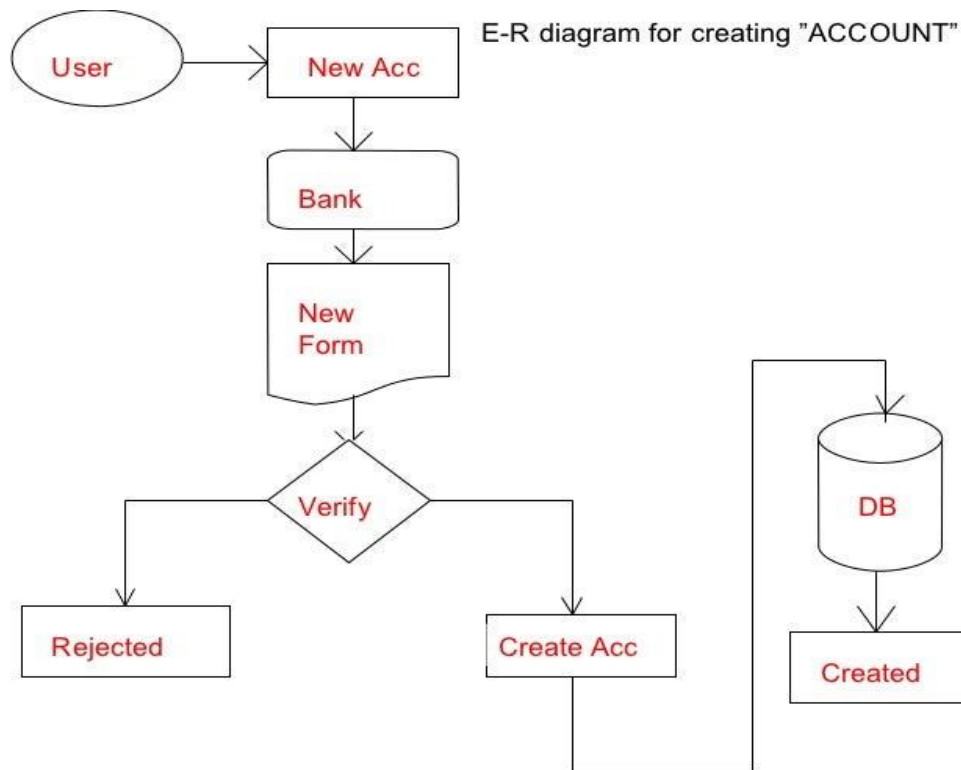 E-R diagram for creating ”ACCOUNT”
User
New Acc
Bank
New
Form
Verify
DB
Rejected
Create Acc
Created